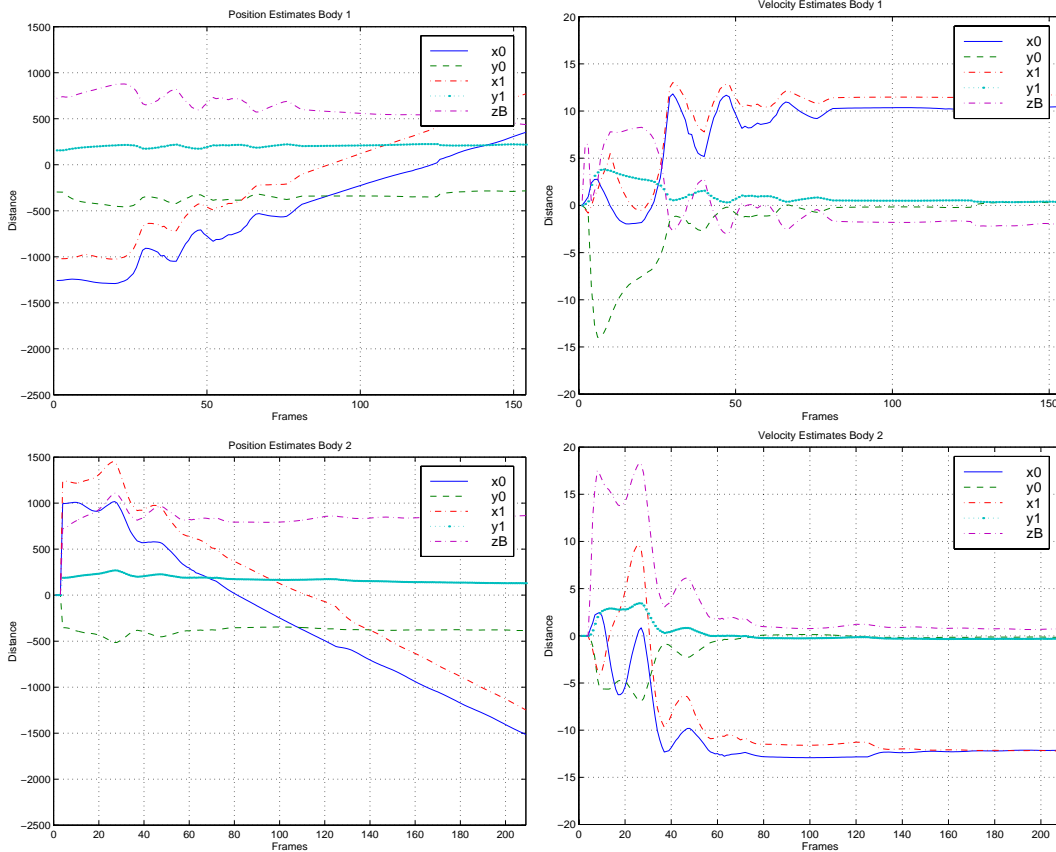 Position Estimates Body 1
1500
1000
500
0
−500
−1000
−1500
−2000
−2500
Distance
0
50
100
150
Frames
x0
y0
x1
y1
zB
Velocity Estimates Body 1
20
15
10
5
0
−5
−10
−15
−20
Distance
0
50
100
150
Frames
x0
y0
x1
y1
zB
Position Estimates Body 2
1500
1000
500
0
−500
−1000
−1500
−2000
−2500
Distance
0
20
40
60
80
100
120
140
160
180
200
Frames
x0
y0
x1
y1
zB
Velocity Estimates Body 2
20
15
10
5
0
−5
−10
−15
−20
Distance
0
20
40
60
80
100
120
140
160
180
200
Frames
x0
y0
x1
y1
zB